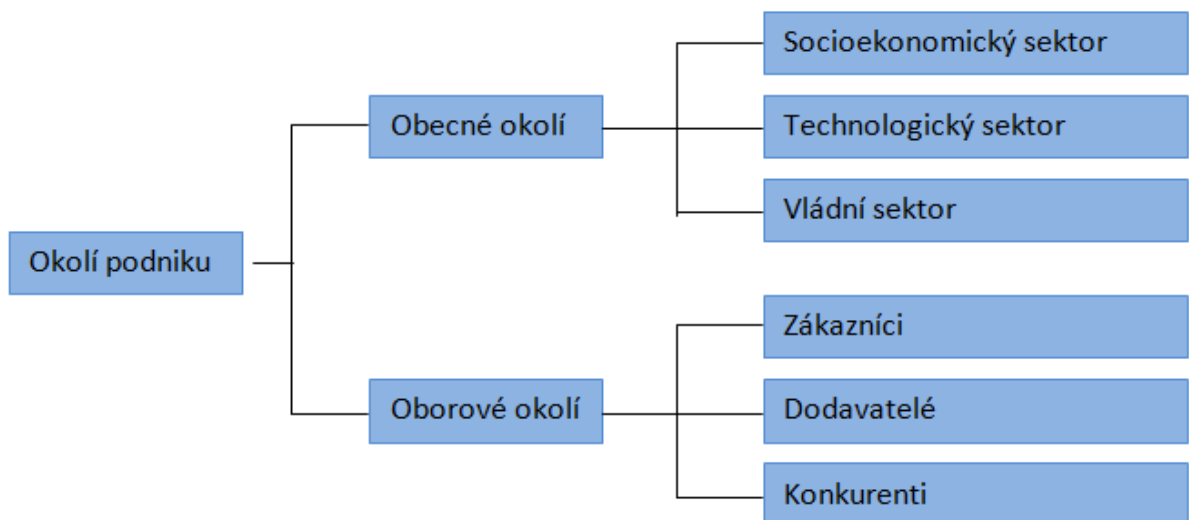 Okolí podniku
Obecné okolí
Socioekonomický sektor
Technologický sektor
Vládní sektor
Oborové okolí
Zákazníci
Dodavatelé
Konkurenti